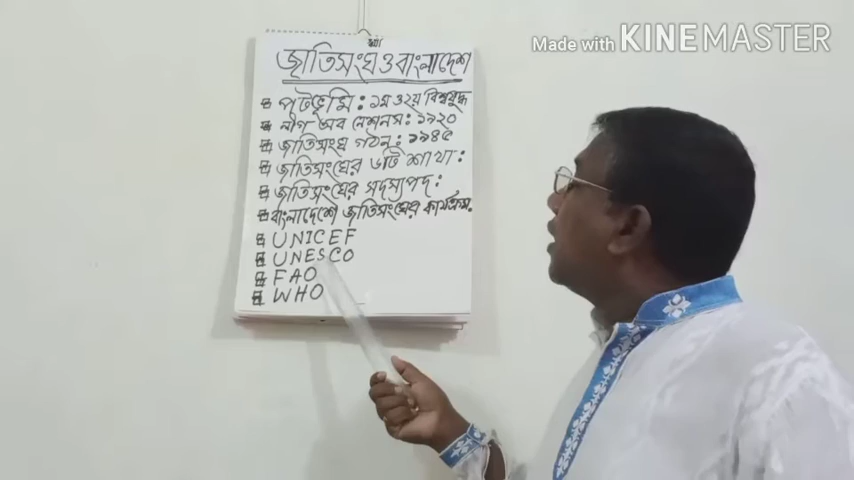 Made with KINEMASTER
জাতিসংঘ ও বাংলাদেশ
পটভূমি : ১ম ও ২য় বিশ্বযুদ্ধ
লীগ অব নেশনস : ১৯২০
জাতিসংঘ গঠন : ১৯৪৫
জাতিসংঘের ৬টি শাখা :
জাতিসংঘের সদস্যপদ :
বাংলাদেশে জাতিসংঘের কার্যক্রম.
UNICEF
UNESCO
FAO
WHO